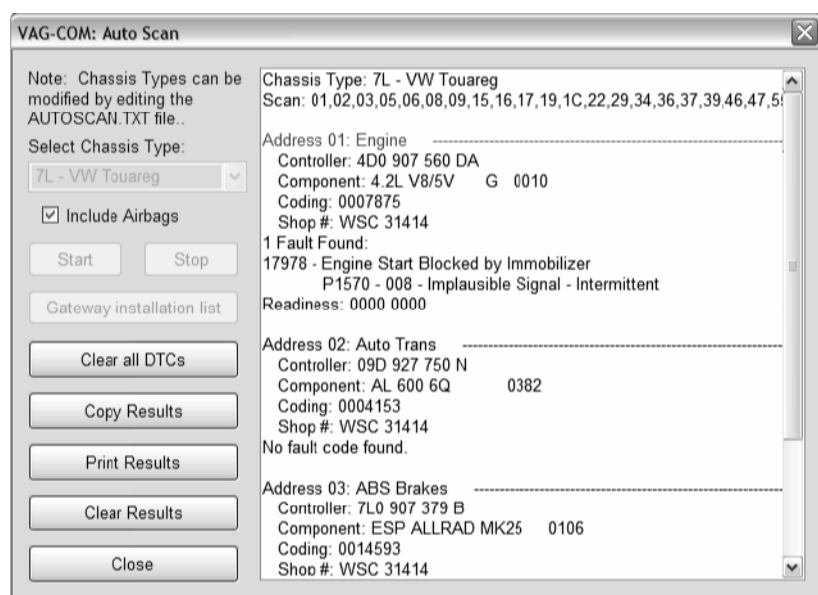 VAG-COM: Auto Scan
Note: Chassis Types can be
modified by editing the
AUTOSCAN.TXT file..
Select Chassis Type:
7L - VW Touareg
Include Airbags
Start
Stop
Gateway installation list
Clear all DTCs
Copy Results
Print Results
Clear Results
Close
Chassis Type: 7L - VW Touareg
Scan: 01,02,03,05,06,08,09,15,16,17,19,1C,22,29,34,36,37,39,46,47,
Address 01: Engine
Controller: 4D0 907 560 DA
Component: 4.2L V8/5V G 0010
Coding: 0007875
Shop #: WSC 31414
1 Fault Found:
17978 - Engine Start Blocked by Immobilizer
P1570 - 008 - Implausible Signal - Intermittent
Readiness: 0000 0000
Address 02: Auto Trans
Controller: 09D 927 750 N
Component: AL 600 6Q 0382
Coding: 0004153
Shop #: WSC 31414
No fault code found.
Address 03: ABS Brakes
Controller: 7L0 907 379 B
Component: ESP ALLRAD MK25 0106
Coding: 0014593
Shop #: WSC 31414